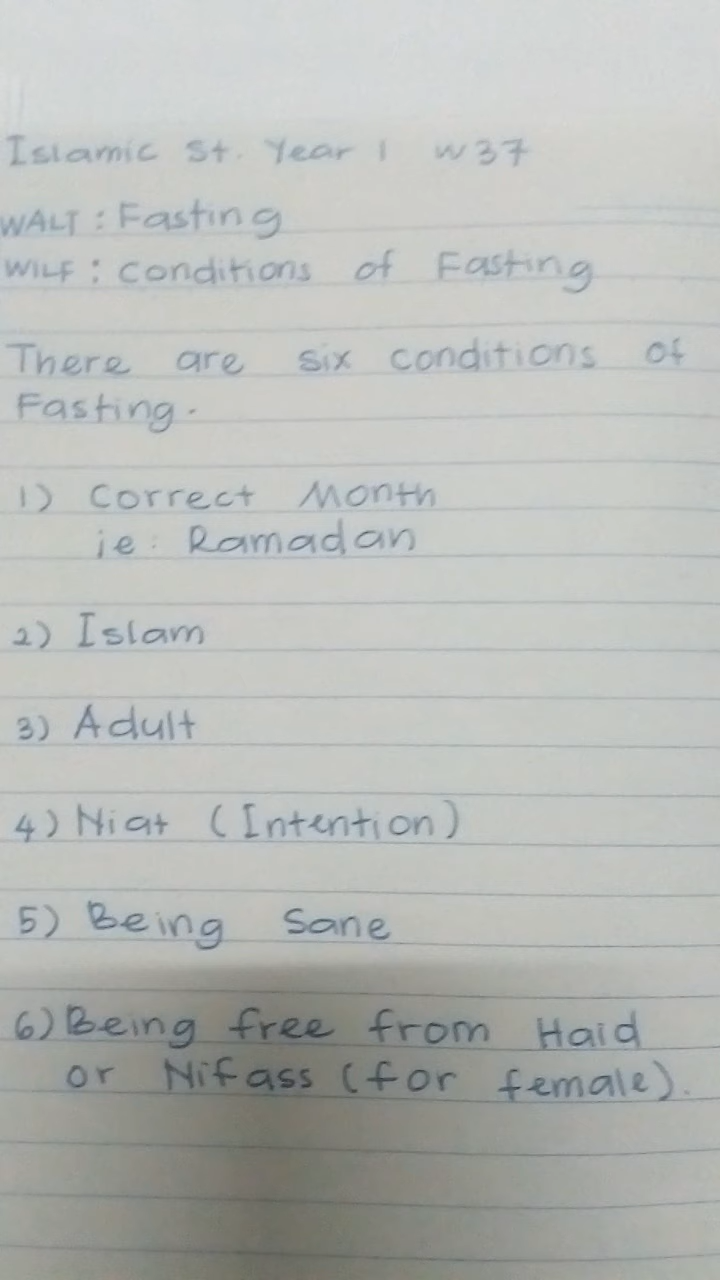 Islamic St. Year 1 W37
WALT : Fasting
WILF : Conditions of Fasting
There are six conditions of
Fasting.
1) Correct Month
ie : Ramadan
2) Islam
3) Adult
4) Niat (Intention)
5) Being Sane
6) Being free from Haid
or Nifass (for female).